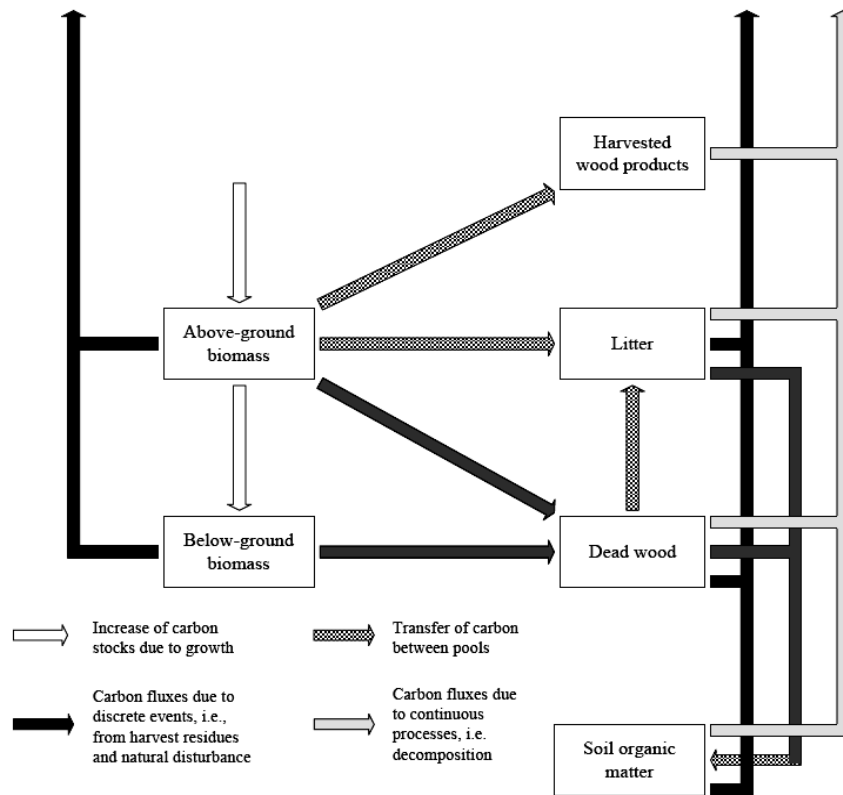 Harvested
wood products
Above-ground
biomass
Litter
Below-ground
biomass
Dead wood
Increase of carbon
stocks due to growth
Transfer of carbon
between pools
Carbon fluxes due to
discrete events, i.e.,
from harvest residues
and natural disturbance
Carbon fluxes due
to continuous
processes, i.e.
decomposition
Soil organic
matter